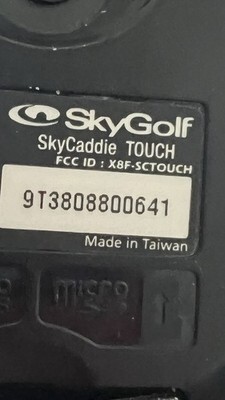 SkyGolf
SkyCaddie TOUCH
FCC ID : X8F-SCTOUCH
9T3808800641
Made in Taiwan
micro